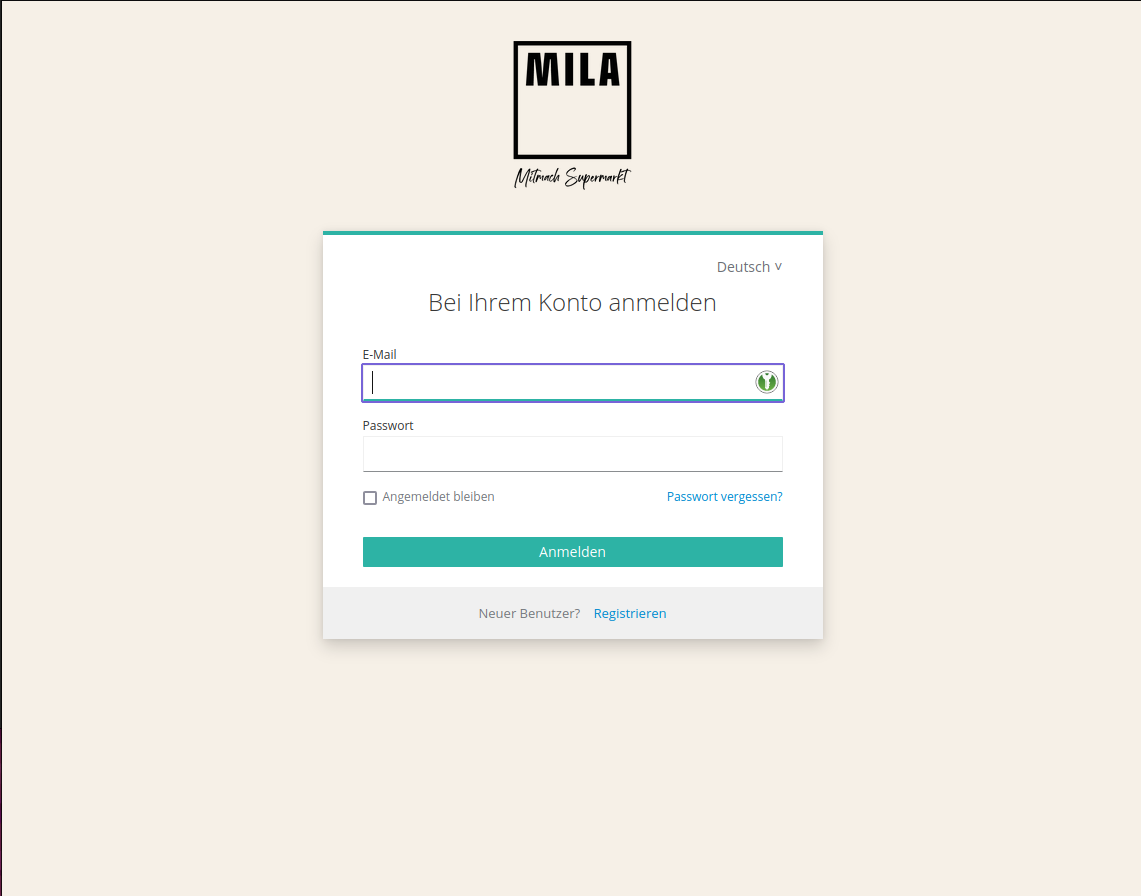 MILA
Mitmach Supermarkt
Deutsch
Bei Ihrem Konto anmelden
E-Mail
Passwort
Angemeldet bleiben Passwort vergessen?
Anmelden
Neuer Benutzer? Registrieren